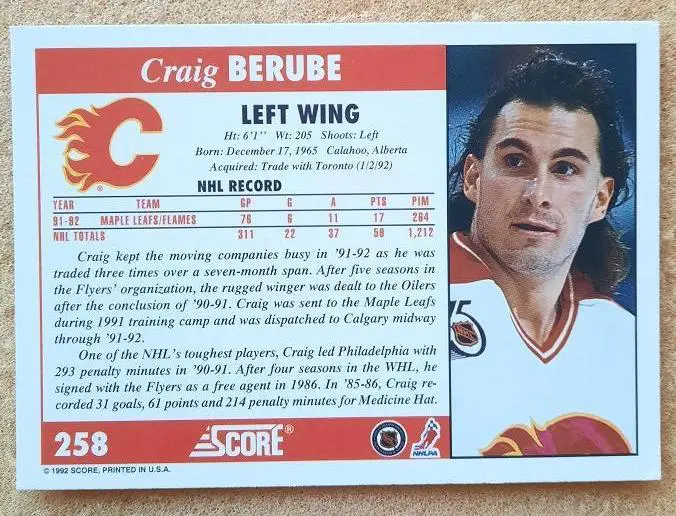 Craig BERUBE
C
LEFT WING
Ht: 6'1'' Wt: 205 Shoots: Left
Born: December 17, 1965 Calahoo, Alberta
Acquired: Trade with Toronto (1/2/92)
NHL RECORD
YEAR TEAM GP G A PTS PIM
91-92 MAPLE LEAFS/FLAMES 76 6 11 17 264
NHL TOTALS 311 22 37 59 1,212
Craig kept the moving companies busy in '91-92 as he was
traded three times over a seven-month span. After five seasons in
the Flyers' organization, the rugged winger was dealt to the Oilers
after the conclusion of '90-91. Craig was sent to the Maple Leafs
during 1991 training camp and was dispatched to Calgary midway
through '91-92.
One of the NHL's toughest players, Craig led Philadelphia with
293 penalty minutes in '90-91. After four seasons in the WHL, he
signed with the Flyers as a free agent in 1986. In '85-86, Craig re-
corded 31 goals, 61 points and 214 penalty minutes for Medicine Hat.
75
NHL
258 SCORE® NHL NHLPA
© 1992 SCORE, PRINTED IN U.S.A.